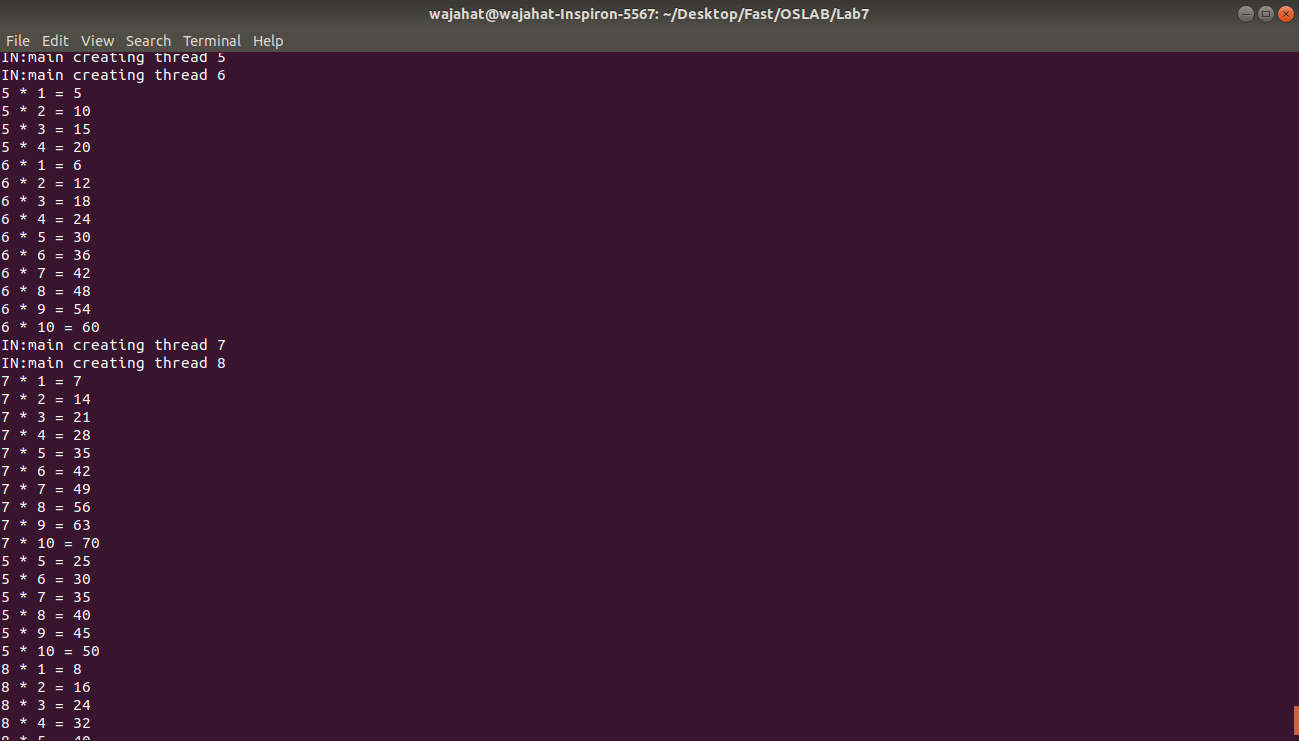 wajahat@wajahat-Inspiron-5567: ~/Desktop/Fast/OSLAB/Lab7
File Edit View Search Terminal Help
IN:main creating thread 5
IN:main creating thread 6
5 * 1 = 5
5 * 2 = 10
5 * 3 = 15
5 * 4 = 20
6 * 1 = 6
6 * 2 = 12
6 * 3 = 18
6 * 4 = 24
6 * 5 = 30
6 * 6 = 36
6 * 7 = 42
6 * 8 = 48
6 * 9 = 54
6 * 10 = 60
IN:main creating thread 7
IN:main creating thread 8
7 * 1 = 7
7 * 2 = 14
7 * 3 = 21
7 * 4 = 28
7 * 5 = 35
7 * 6 = 42
7 * 7 = 49
7 * 8 = 56
7 * 9 = 63
7 * 10 = 70
5 * 5 = 25
5 * 6 = 30
5 * 7 = 35
5 * 8 = 40
5 * 9 = 45
5 * 10 = 50
8 * 1 = 8
8 * 2 = 16
8 * 3 = 24
8 * 4 = 32
8 * 5 = 40